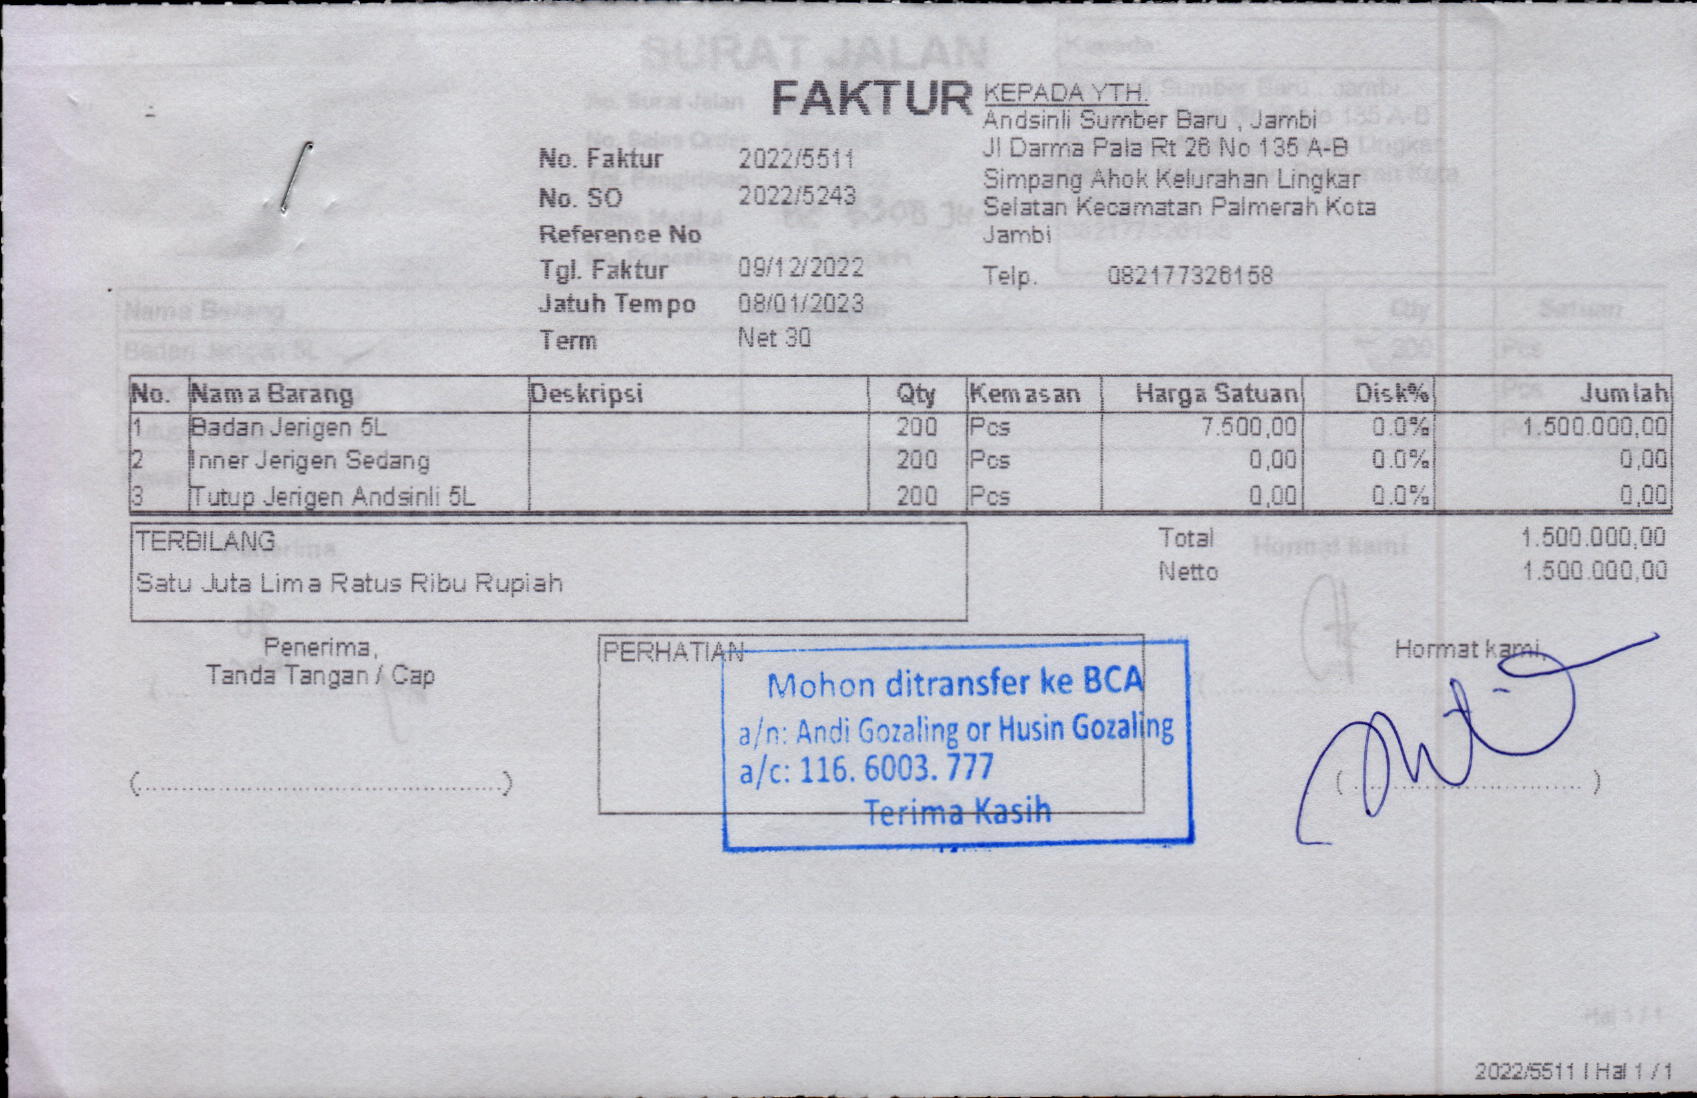 FAKTUR
No. Faktur 2022/5511
No. SO 2022/5243
Reference No
Tgl. Faktur 09/12/2022
Jatuh Tempo 08/01/2023
Term Net 30
KEPADA YTH.
Andsinli Sumber Baru , Jambi
Jl Darma Pala Rt 26 No 135 A-B
Simpang Ahok Kelurahan Lingkar
Selatan Kecamatan Palmerah Kota
Jambi
Telp. 082177326158
No. Nama Barang Deskripsi Qty Kemasan Harga Satuan Disk% Jumlah
1 Badan Jerigen 5L 200 Pcs 7.500,00 0.0% 1.500.000,00
2 Inner Jerigen Sedang 200 Pcs 0,00 0.0% 0,00
3 Tutup Jerigen Andsinli 5L 200 Pcs 0,00 0.0% 0,00
TERBILANG
Satu Juta Lima Ratus Ribu Rupiah
Total 1.500.000,00
Netto 1.500.000,00
Penerima,
Tanda Tangan / Cap
PERHATIAN
Mohon ditransfer ke BCA
a/n: Andi Gozaling or Husin Gozaling
a/c: 116. 6003. 777
Terima Kasih
Hormat kami,
2022/5511 | Hal 1 / 1
SURAT JALAN